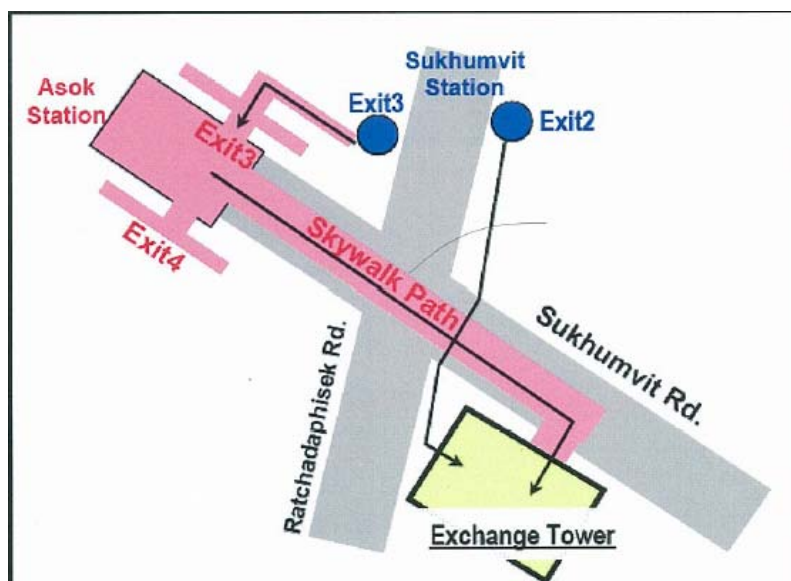 Asok
Station
Sukhumvit
Station
Exit3
Exit2
Exit3
Exit4
Skywalk Path
Sukhumvit Rd.
Ratchadaphisek Rd.
Exchange Tower